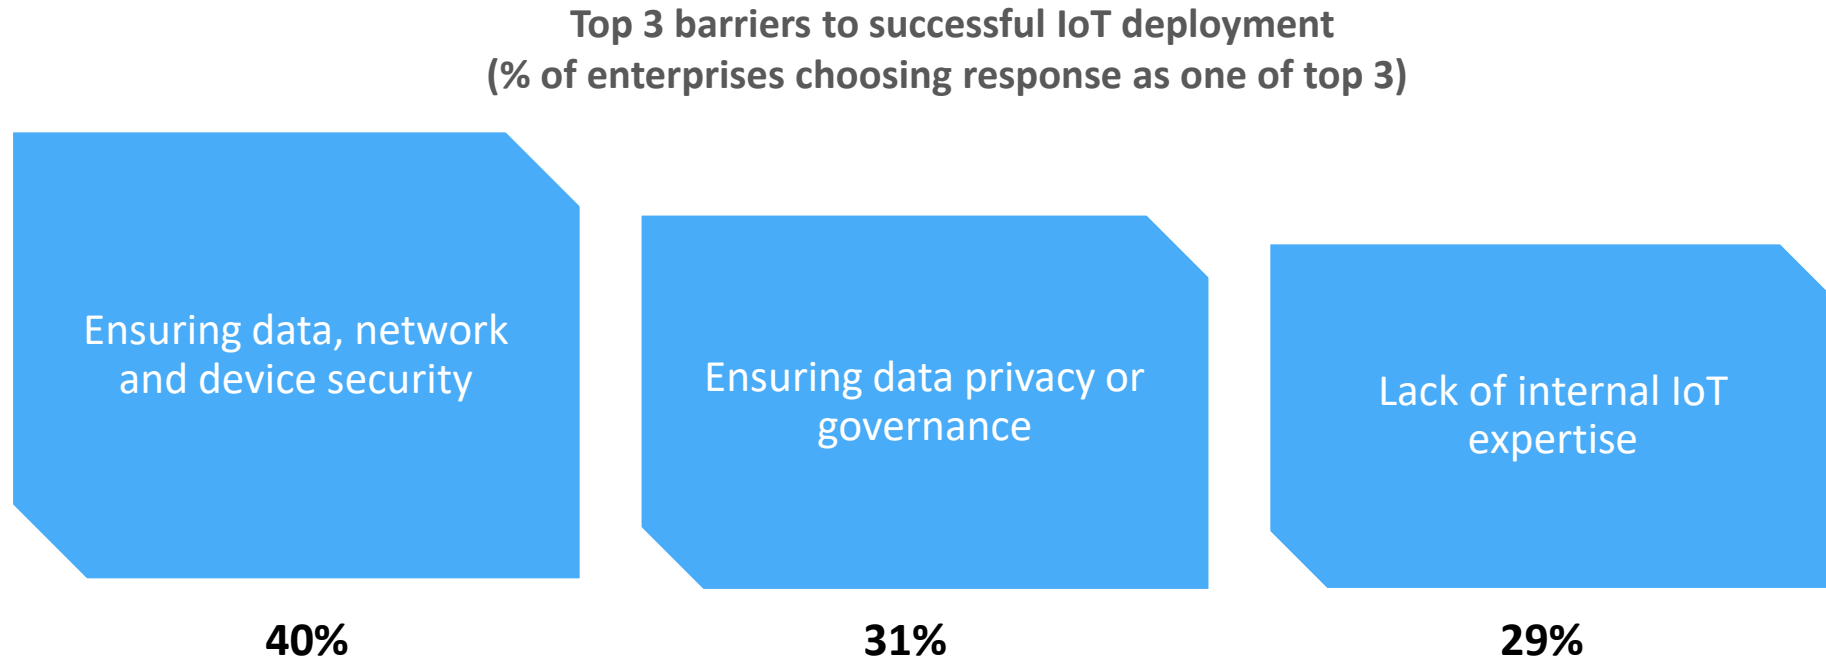 Top 3 barriers to successful IoT deployment
(% of enterprises choosing response as one of top 3)
Ensuring data, network
and device security
Ensuring data privacy or
governance
Lack of internal IoT
expertise
40%
31%
29%